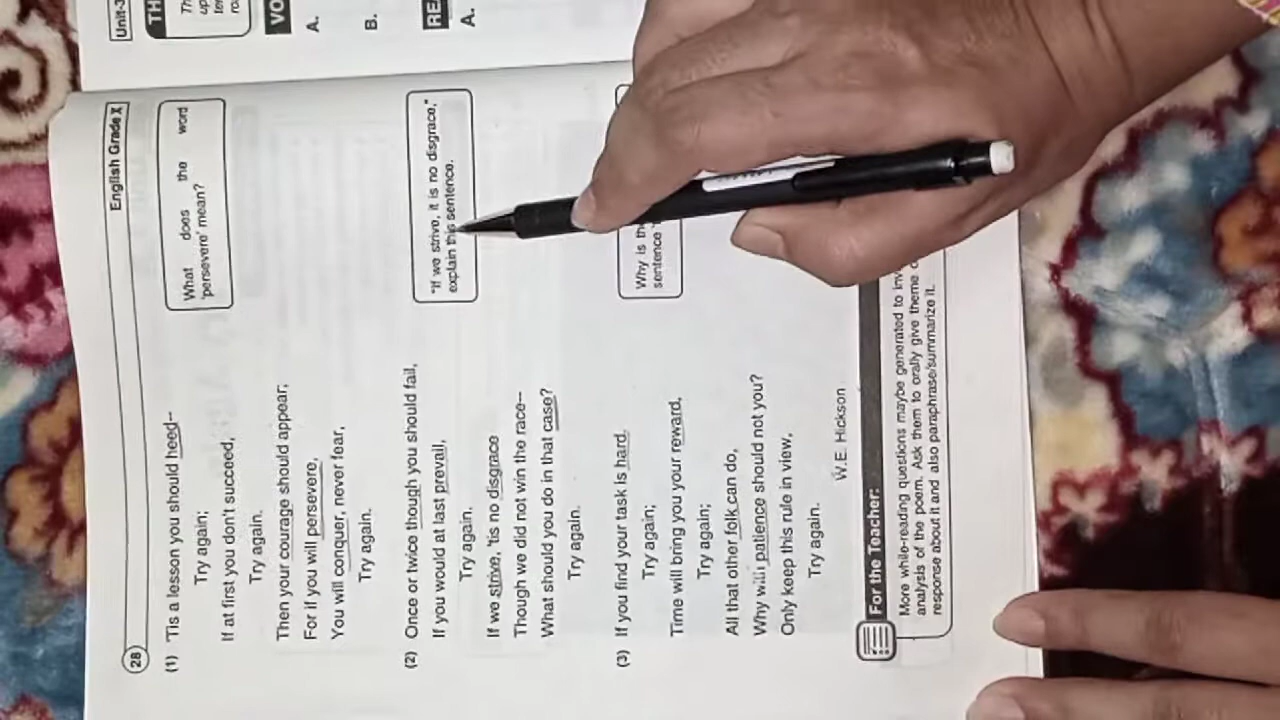 28
English Grade X
(1) 'Tis a lesson you should heed--
Try again;
If at first you don't succeed,
Try again.
Then your courage should appear;
For if you will persevere,
You will conquer, never fear,
Try again.
What does the word
'persevere' mean?
(2) Once or twice though you should fail,
If you would at last prevail,
Try again.
If we strive, 'tis no disgrace
Though we did not win the race--
What should you do in that case?
Try again.
"If we strive, it is no disgrace,"
explain this sentence.
(3) If you find your task is hard,
Try again;
Time will bring you your reward,
Try again;
All that other folk can do,
Why with patience should not you?
Only keep this rule in view,
Try again.
Why is
sentence
W.E. Hickson
For the Teacher:
More while-reading questions maybe generated to
analysis of the poem. Ask them to orally give theme
response about it and also paraphrase/summarize it.
Unit-3
TH
VO
A.
B.
RE
A.